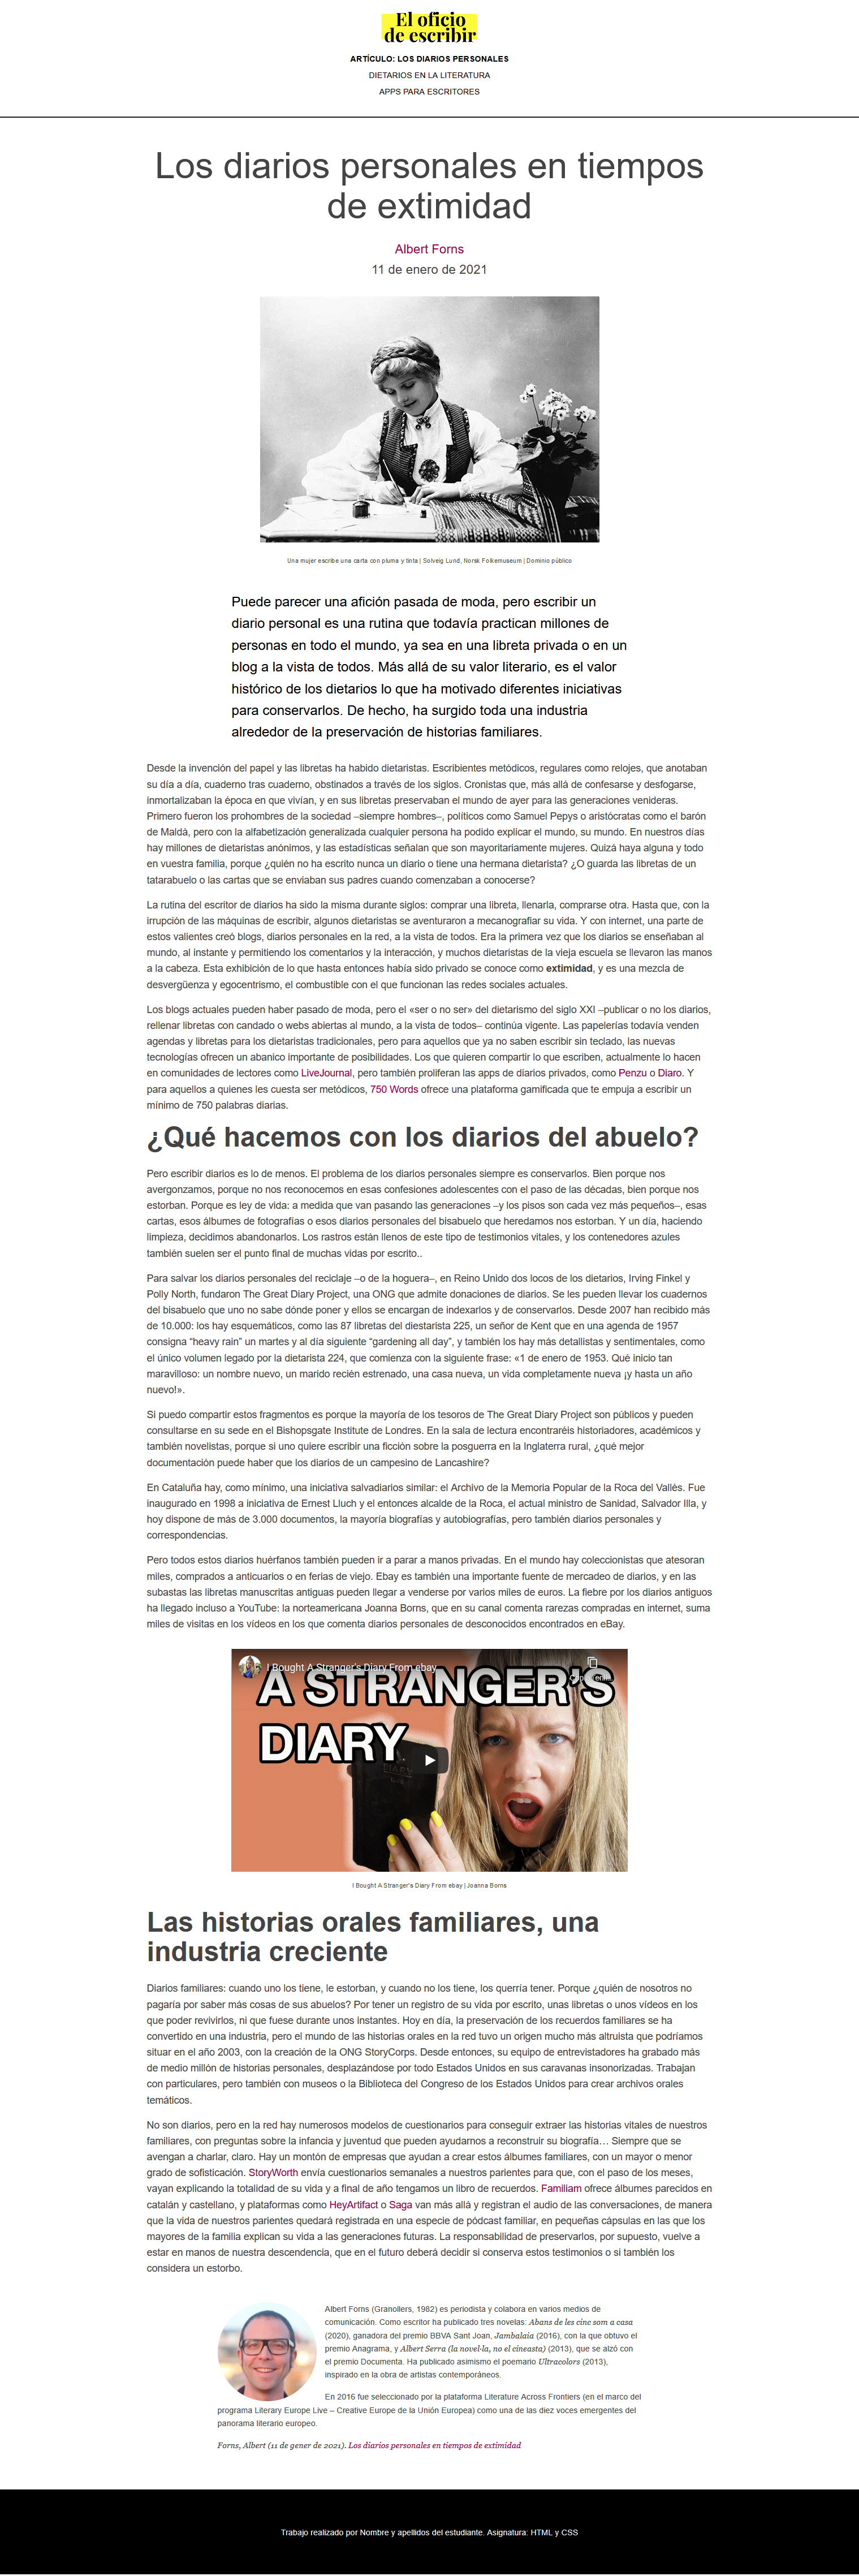 El oficio
de escribir
ARTÍCULO: LOS DIARIOS PERSONALES
DIETARIOS EN LA LITERATURA
APPS PARA ESCRITORES
Los diarios personales en tiempos
de extimidad
Albert Forns
11 de enero de 2021
Una mujer escribe una carta con pluma y tinta | Solveig Lund, Norsk Folkemuseum | Dominio público
Puede parecer una afición pasada de moda, pero escribir un
diario personal es una rutina que todavía practican millones de
personas en todo el mundo, ya sea en una libreta privada o en un
blog a la vista de todos. Más allá de su valor literario, es el valor
histórico de los dietarios lo que ha motivado diferentes iniciativas
para conservarlos. De hecho, ha surgido toda una industria
alrededor de la preservación de historias familiares.
Desde la invención del papel y las libretas ha habido dietaristas. Escribientes metódicos, regulares como relojes, que anotaban
su día a día, cuaderno tras cuaderno, obstinados a través de los siglos. Cronistas que, más allá de confesarse y desfogarse,
inmortalizaban la época en que vivían, y en sus libretas preservaban el mundo de ayer para las generaciones venideras.
Primero fueron los prohombres de la sociedad –siempre hombres–, políticos como Samuel Pepys o aristócratas como el barón
de Maldà, pero con la alfabetización generalizada cualquier persona ha podido explicar el mundo, su mundo. En nuestros días
hay millones de dietaristas anónimos, y las estadísticas señalan que son mayoritariamente mujeres. Quizá haya alguna y todo
en vuestra familia, porque ¿quién no ha escrito nunca un diario o tiene una hermana dietarista? ¿O guarda las libretas de un
tatarabuelo o las cartas que se enviaban sus padres cuando comenzaban a conocerse?
La rutina del escritor de diarios ha sido la misma durante siglos: comprar una libreta, llenarla, comprarse otra. Hasta que, con la
irrupción de las máquinas de escribir, algunos dietaristas se aventuraron a mecanografiar su vida. Y con internet, una parte de
estos valientes creó blogs, diarios personales en la red, a la vista de todos. Era la primera vez que los diarios se enseñaban al
mundo, al instante y permitiendo los comentarios y la interacción, y muchos dietaristas de la vieja escuela se llevaron las manos
a la cabeza. Esta exhibición de lo que hasta entonces había sido privado se conoce como extimidad, y es una mezcla de
desvergüenza y egocentrismo, el combustible con el que funcionan las redes sociales actuales.
Los blogs actuales pueden haber pasado de moda, pero el «ser o no ser» del dietarismo del siglo XXI –publicar o no los diarios,
rellenar libretas con candado o webs abiertas al mundo, a la vista de todos– continúa vigente. Las papelerías todavía venden
agendas y libretas para los dietaristas tradicionales, pero para aquellos que ya no saben escribir sin teclado, las nuevas
tecnologías ofrecen un abanico importante de posibilidades. Los que quieren compartir lo que escriben, actualmente lo hacen
en comunidades de lectores como LiveJournal, pero también proliferan las apps de diarios privados, como Penzu o Diaro. Y
para aquellos a quienes les cuesta ser metódicos, 750 Words ofrece una plataforma gamificada que te empuja a escribir un
mínimo de 750 palabras diarias.
¿Qué hacemos con los diarios del abuelo?
Pero escribir diarios es lo de menos. El problema de los diarios personales siempre es conservarlos. Bien porque nos
avergonzamos, porque no nos reconocemos en esas confesiones adolescentes con el paso de las décadas, bien porque nos
estorban. Porque es ley de vida: a medida que van pasando las generaciones –y los pisos son cada vez más pequeños–, esas
cartas, esos álbumes de fotografías o esos diarios personales del bisabuelo que heredamos nos estorban. Y un día, haciendo
limpieza, decidimos abandonarlos. Los rastros están llenos de este tipo de testimonios vitales, y los contenedores azules
también suelen ser el punto final de muchas vidas por escrito..
Para salvar los diarios personales del reciclaje –o de la hoguera–, en Reino Unido dos locos de los dietarios, Irving Finkel y
Polly North, fundaron The Great Diary Project, una ONG que admite donaciones de diarios. Se les pueden llevar los cuadernos
del bisabuelo que uno no sabe dónde poner y ellos se encargan de indexarlos y de conservarlos. Desde 2007 han recibido más
de 10.000: los hay esquemáticos, como las 87 libretas del diestarista 225, un señor de Kent que en una agenda de 1957
consigna “heavy rain” un martes y al día siguiente “gardening all day”, y también los hay más detallistas y sentimentales, como
el único volumen legado por la dietarista 224, que comienza con la siguiente frase: «1 de enero de 1953. Qué inicio tan
maravilloso: un nombre nuevo, un marido recién estrenado, una casa nueva, un vida completamente nueva ¡y hasta un año
nuevo!».
Si puedo compartir estos fragmentos es porque la mayoría de los tesoros de The Great Diary Project son públicos y pueden
consultarse en su sede en el Bishopsgate Institute de Londres. En la sala de lectura encontraréis historiadores, académicos y
también novelistas, porque si uno quiere escribir una ficción sobre la posguerra en la Inglaterra rural, ¿qué mejor
documentación puede haber que los diarios de un campesino de Lancashire?
En Cataluña hay, como mínimo, una iniciativa salvadiarios similar: el Archivo de la Memoria Popular de la Roca del Vallès. Fue
inaugurado en 1998 a iniciativa de Ernest Lluch y el entonces alcalde de la Roca, el actual ministro de Sanidad, Salvador Illa, y
hoy dispone de más de 3.000 documentos, la mayoría biografías y autobiografías, pero también diarios personales y
correspondencias.
Pero todos estos diarios huérfanos también pueden ir a parar a manos privadas. En el mundo hay coleccionistas que atesoran
miles, comprados a anticuarios o en ferias de viejo. Ebay es también una importante fuente de mercadeo de diarios, y en las
subastas las libretas manuscritas antiguas pueden llegar a venderse por varios miles de euros. La fiebre por los diarios antiguos
ha llegado incluso a YouTube: la norteamericana Joanna Borns, que en su canal comenta rarezas compradas en internet, suma
miles de visitas en los vídeos en los que comenta diarios personales de desconocidos encontrados en eBay.
I Bought A Stranger's Diary From ebay
A STRANGER'S
DIARY
DIARY
I Bought A Stranger's Diary From ebay | Joanna Borns
Las historias orales familiares, una
industria creciente
Diarios familiares: cuando uno los tiene, le estorban, y cuando no los tiene, los querría tener. Porque ¿quién de nosotros no
pagaría por saber más cosas de sus abuelos? Por tener un registro de su vida por escrito, unas libretas o unos vídeos en los
que poder revivirlos, ni que fuese durante unos instantes. Hoy en día, la preservación de los recuerdos familiares se ha
convertido en una industria, pero el mundo de las historias orales en la red tuvo un origen mucho más altruista que podríamos
situar en el año 2003, con la creación de la ONG StoryCorps. Desde entonces, su equipo de entrevistadores ha grabado más
de medio millón de historias personales, desplazándose por todo Estados Unidos en sus caravanas insonorizadas. Trabajan
con particulares, pero también con museos o la Biblioteca del Congreso de los Estados Unidos para crear archivos orales
temáticos.
No son diarios, pero en la red hay numerosos modelos de cuestionarios para conseguir extraer las historias vitales de nuestros
familiares, con preguntas sobre la infancia y juventud que pueden ayudarnos a reconstruir su biografía… Siempre que se
avengan a charlar, claro. Hay un montón de empresas que ayudan a crear estos álbumes familiares, con un mayor o menor
grado de sofisticación. StoryWorth envía cuestionarios semanales a nuestros parientes para que, con el paso de los meses,
vayan explicando la totalidad de su vida y a final de año tengamos un libro de recuerdos. Familiam ofrece álbumes parecidos en
catalán y castellano, y plataformas como HeyArtifact o Saga van más allá y registran el audio de las conversaciones, de manera
que la vida de nuestros parientes quedará registrada en una especie de pódcast familiar, en pequeñas cápsulas en las que los
mayores de la familia explican su vida a las generaciones futuras. La responsabilidad de preservarlos, por supuesto, vuelve a
estar en manos de nuestra descendencia, que en el futuro deberá decidir si conserva estos testimonios o si también los
considera un estorbo.
Albert Forns (Granollers, 1982) es periodista y colabora en varios medios de
comunicación. Como escritor ha publicado tres novelas: Abans de les cinc som a casa
(2020), ganadora del premio BBVA Sant Joan, Jambalaia (2016), con la que obtuvo el
premio Anagrama, y Albert Serra (la novel·la, no el cineasta) (2013), que se alzó con
el premio Documenta. Ha publicado asimismo el poemario Ultracolors (2013),
inspirado en la obra de artistas contemporáneos.
En 2016 fue seleccionado por la plataforma Literature Across Frontiers (en el marco del
programa Literary Europe Live – Creative Europe de la Unión Europea) como una de las diez voces emergentes del
panorama literario europeo.
Forns, Albert (11 de gener de 2021). Los diarios personales en tiempos de extimidad
Trabajo realizado por Nombre y apellidos del estudiante. Asignatura: HTML y CSS